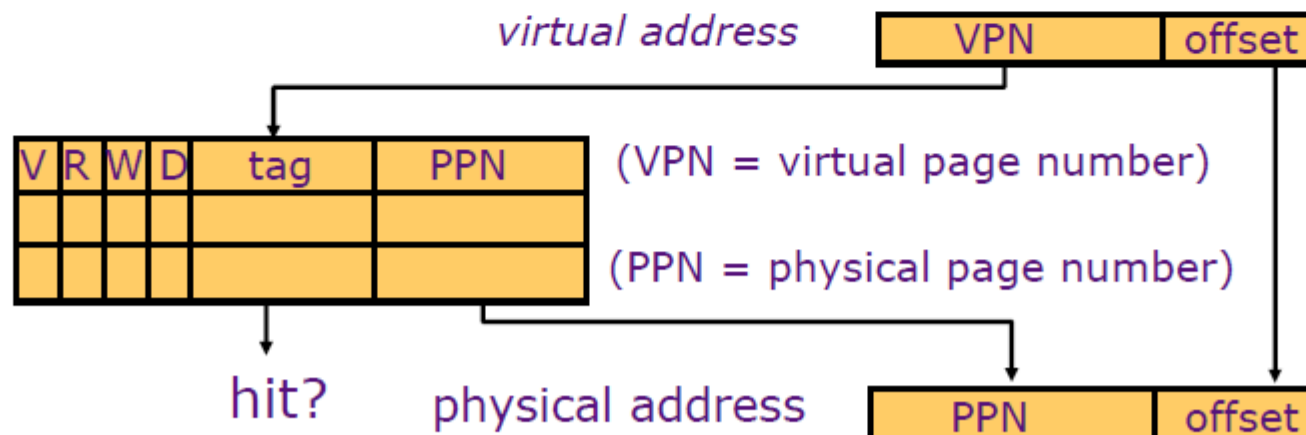 virtual address VPN offset
V R W D tag PPN (VPN = virtual page number)
(PPN = physical page number)
hit? physical address PPN offset